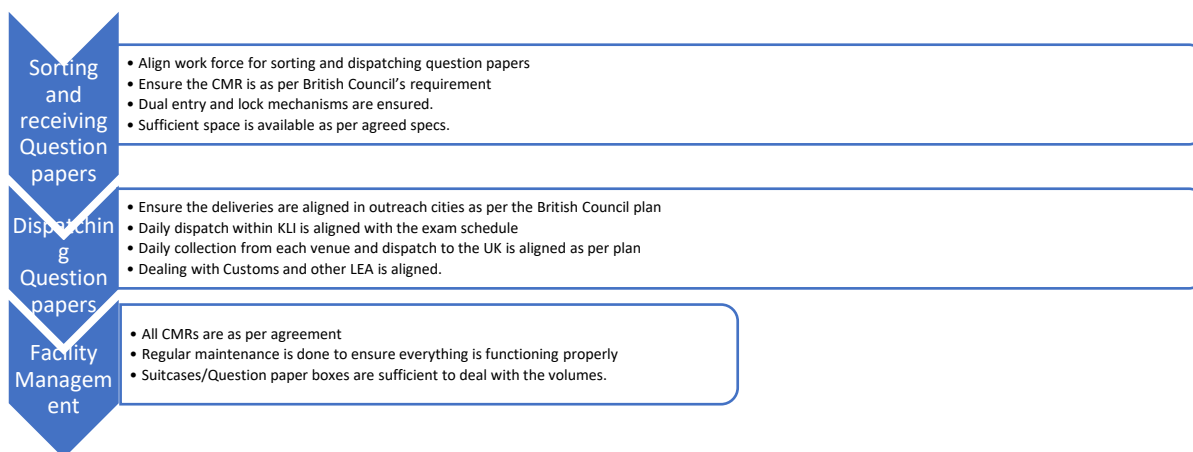 Sorting
and
receiving
Question
papers
• Align work force for sorting and dispatching question papers
• Ensure the CMR is as per British Council's requirement
• Dual entry and lock mechanisms are ensured.
• Sufficient space is available as per agreed specs.
Dispatchin
g
Question
papers
• Ensure the deliveries are aligned in outreach cities as per the British Council plan
• Daily dispatch within KLI is aligned with the exam schedule
• Daily collection from each venue and dispatch to the UK is aligned as per plan
• Dealing with Customs and other LEA is aligned.
Facility
Managem
ent
• All CMRs are as per agreement
• Regular maintenance is done to ensure everything is functioning properly
• Suitcases/Question paper boxes are sufficient to deal with the volumes.